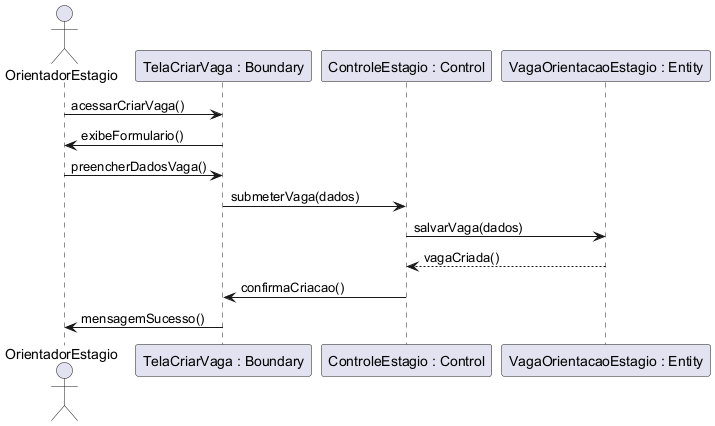 OrientadorEstagio
TelaCriarVaga : Boundary
ControleEstagio : Control
VagaOrientacaoEstagio : Entity
acessarCriarVaga()
exibeFormulario()
preencherDadosVaga()
submeterVaga(dados)
salvarVaga(dados)
vagaCriada()
confirmaCriacao()
mensagemSucesso()
OrientadorEstagio
TelaCriarVaga : Boundary
ControleEstagio : Control
VagaOrientacaoEstagio : Entity